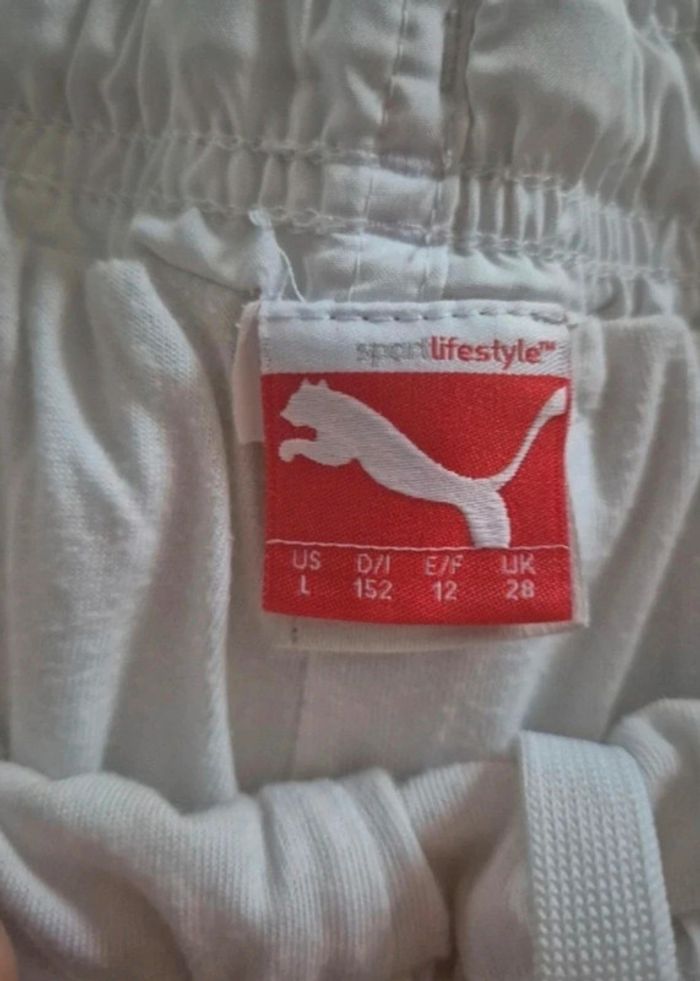 sportlifestyle™
US D/I E/F UK
L 152 12 28